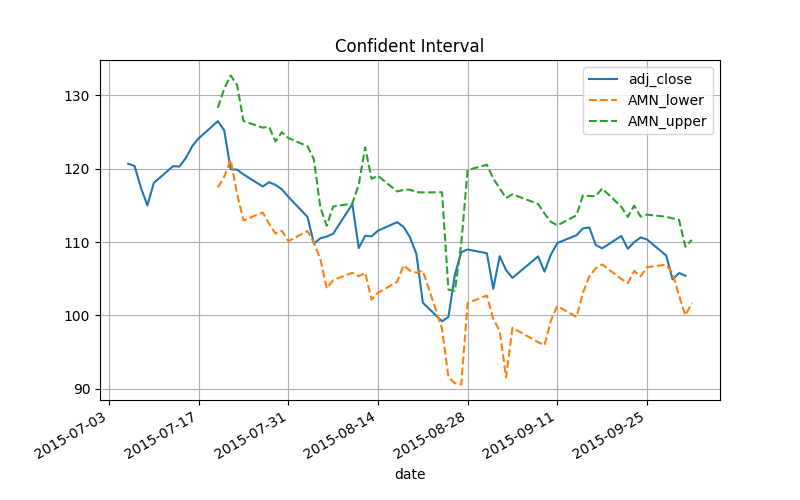 Confident Interval
adj_close
AMN_lower
AMN_upper
130
120
110
100
90
2015-07-03
2015-07-17
2015-07-31
2015-08-14
2015-08-28
2015-09-11
2015-09-25
date